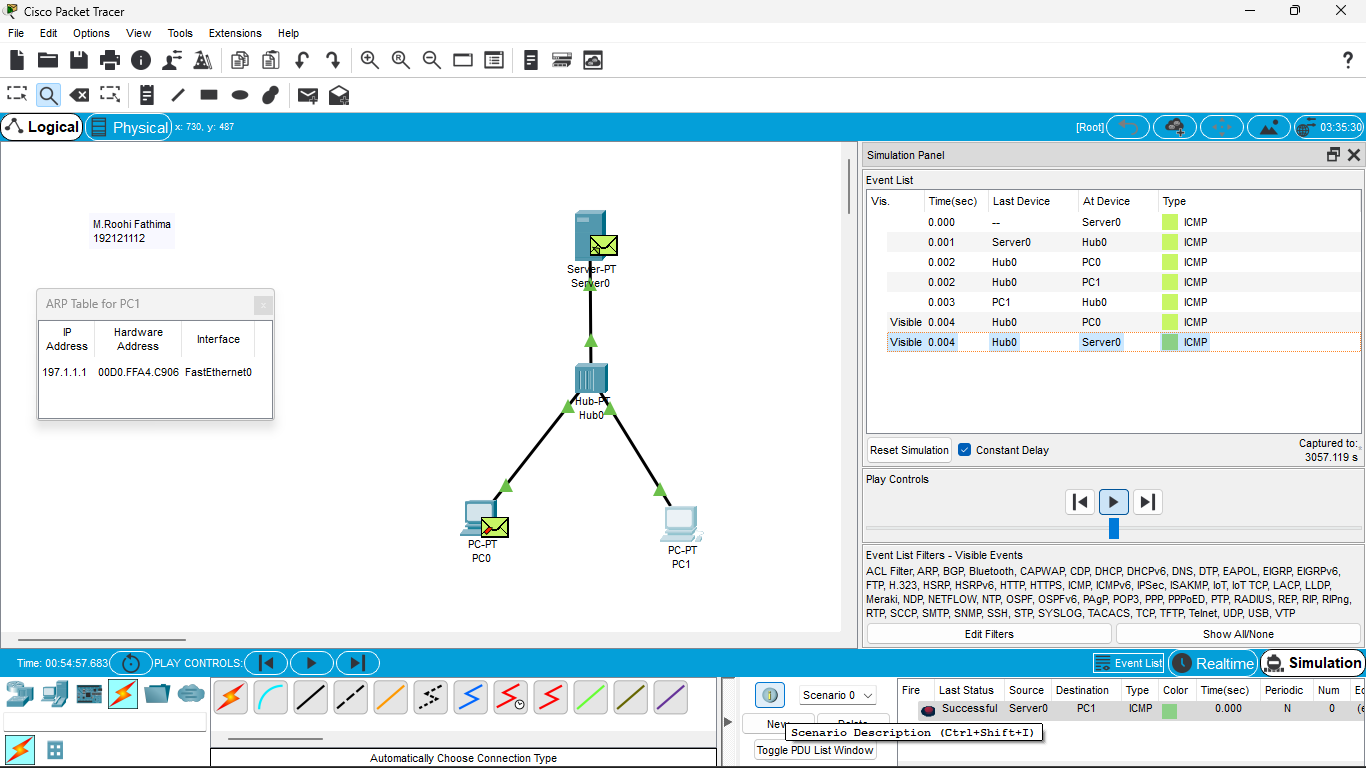 Cisco Packet Tracer
File Edit Options View Tools Extensions Help
Logical Physical x: 730, y: 487 [Root] 03:35:30
M.Roohi Fathima
192121112
ARP Table for PC1
IP Address Hardware Address Interface
197.1.1.1 00D0.FFA4.C906 FastEthernet0
Server-PT
Server0
Hub-PT
Hub0
PC-PT
PC0
PC-PT
PC1
Simulation Panel
Event List
Vis. Time(sec) Last Device At Device Type
0.000 -- Server0 ICMP
0.001 Server0 Hub0 ICMP
0.002 Hub0 PC0 ICMP
0.002 Hub0 PC1 ICMP
0.003 PC1 Hub0 ICMP
Visible 0.004 Hub0 PC0 ICMP
Visible 0.004 Hub0 Server0 ICMP
Reset Simulation Constant Delay Captured to:
3057.119 s
Play Controls
Event List Filters - Visible Events
ACL Filter, ARP, BGP, Bluetooth, CAPWAP, CDP, DHCP, DHCPv6, DNS, DTP, EAPOL, EIGRP, EIGRPv6,
FTP, H.323, HSRP, HSRPv6, HTTP, HTTPS, ICMP, ICMPv6, IPSec, ISAKMP, IoT, IoT TCP, LACP, LLDP,
Meraki, NDP, NETFLOW, NTP, OSPF, OSPFv6, PAgP, POP3, PPP, PPPoED, PTP, RADIUS, REP, RIP, RIPng,
RTP, SCCP, SMTP, SNMP, SSH, STP, SYSLOG, TACACS, TCP, TFTP, Telnet, UDP, USB, VTP
Edit Filters Show All/None
Time: 00:54:57.683 PLAY CONTROLS: Event List Realtime Simulation
Scenario 0
New Delete
Toggle PDU List Window
Scenario Description (Ctrl+Shift+I)
Fire Last Status Source Destination Type Color Time(sec) Periodic Num Ec
Successful Server0 PC1 ICMP 0.000 N 0 (e
Automatically Choose Connection Type